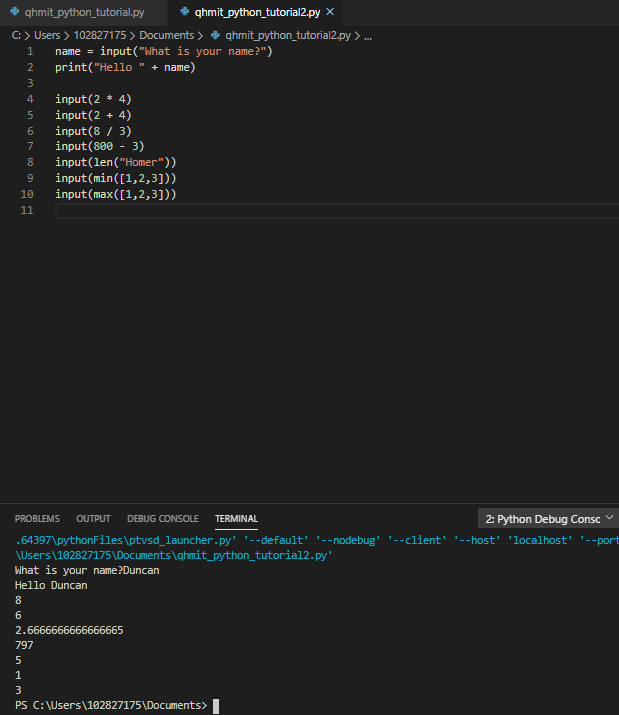 qhmit_python_tutorial.py qhmit_python_tutorial2.py ×
C: > Users > 102827175 > Documents > qhmit_python_tutorial2.py > ...
1 name = input("What is your name?")
2 print("Hello " + name)
3
4 input(2 * 4)
5 input(2 + 4)
6 input(8 / 3)
7 input(800 - 3)
8 input(len("Homer"))
9 input(min([1,2,3]))
10 input(max([1,2,3]))
11
PROBLEMS OUTPUT DEBUG CONSOLE TERMINAL 2: Python Debug Consc
.64397\pythonFiles\ptvsd_launcher.py' '--default' '--nodebug' '--client' '--host' 'localhost' '--port
\Users\102827175\Documents\qhmit_python_tutorial2.py'
What is your name?Duncan
Hello Duncan
8
6
2.6666666666666665
797
5
1
3
PS C:\Users\102827175\Documents>